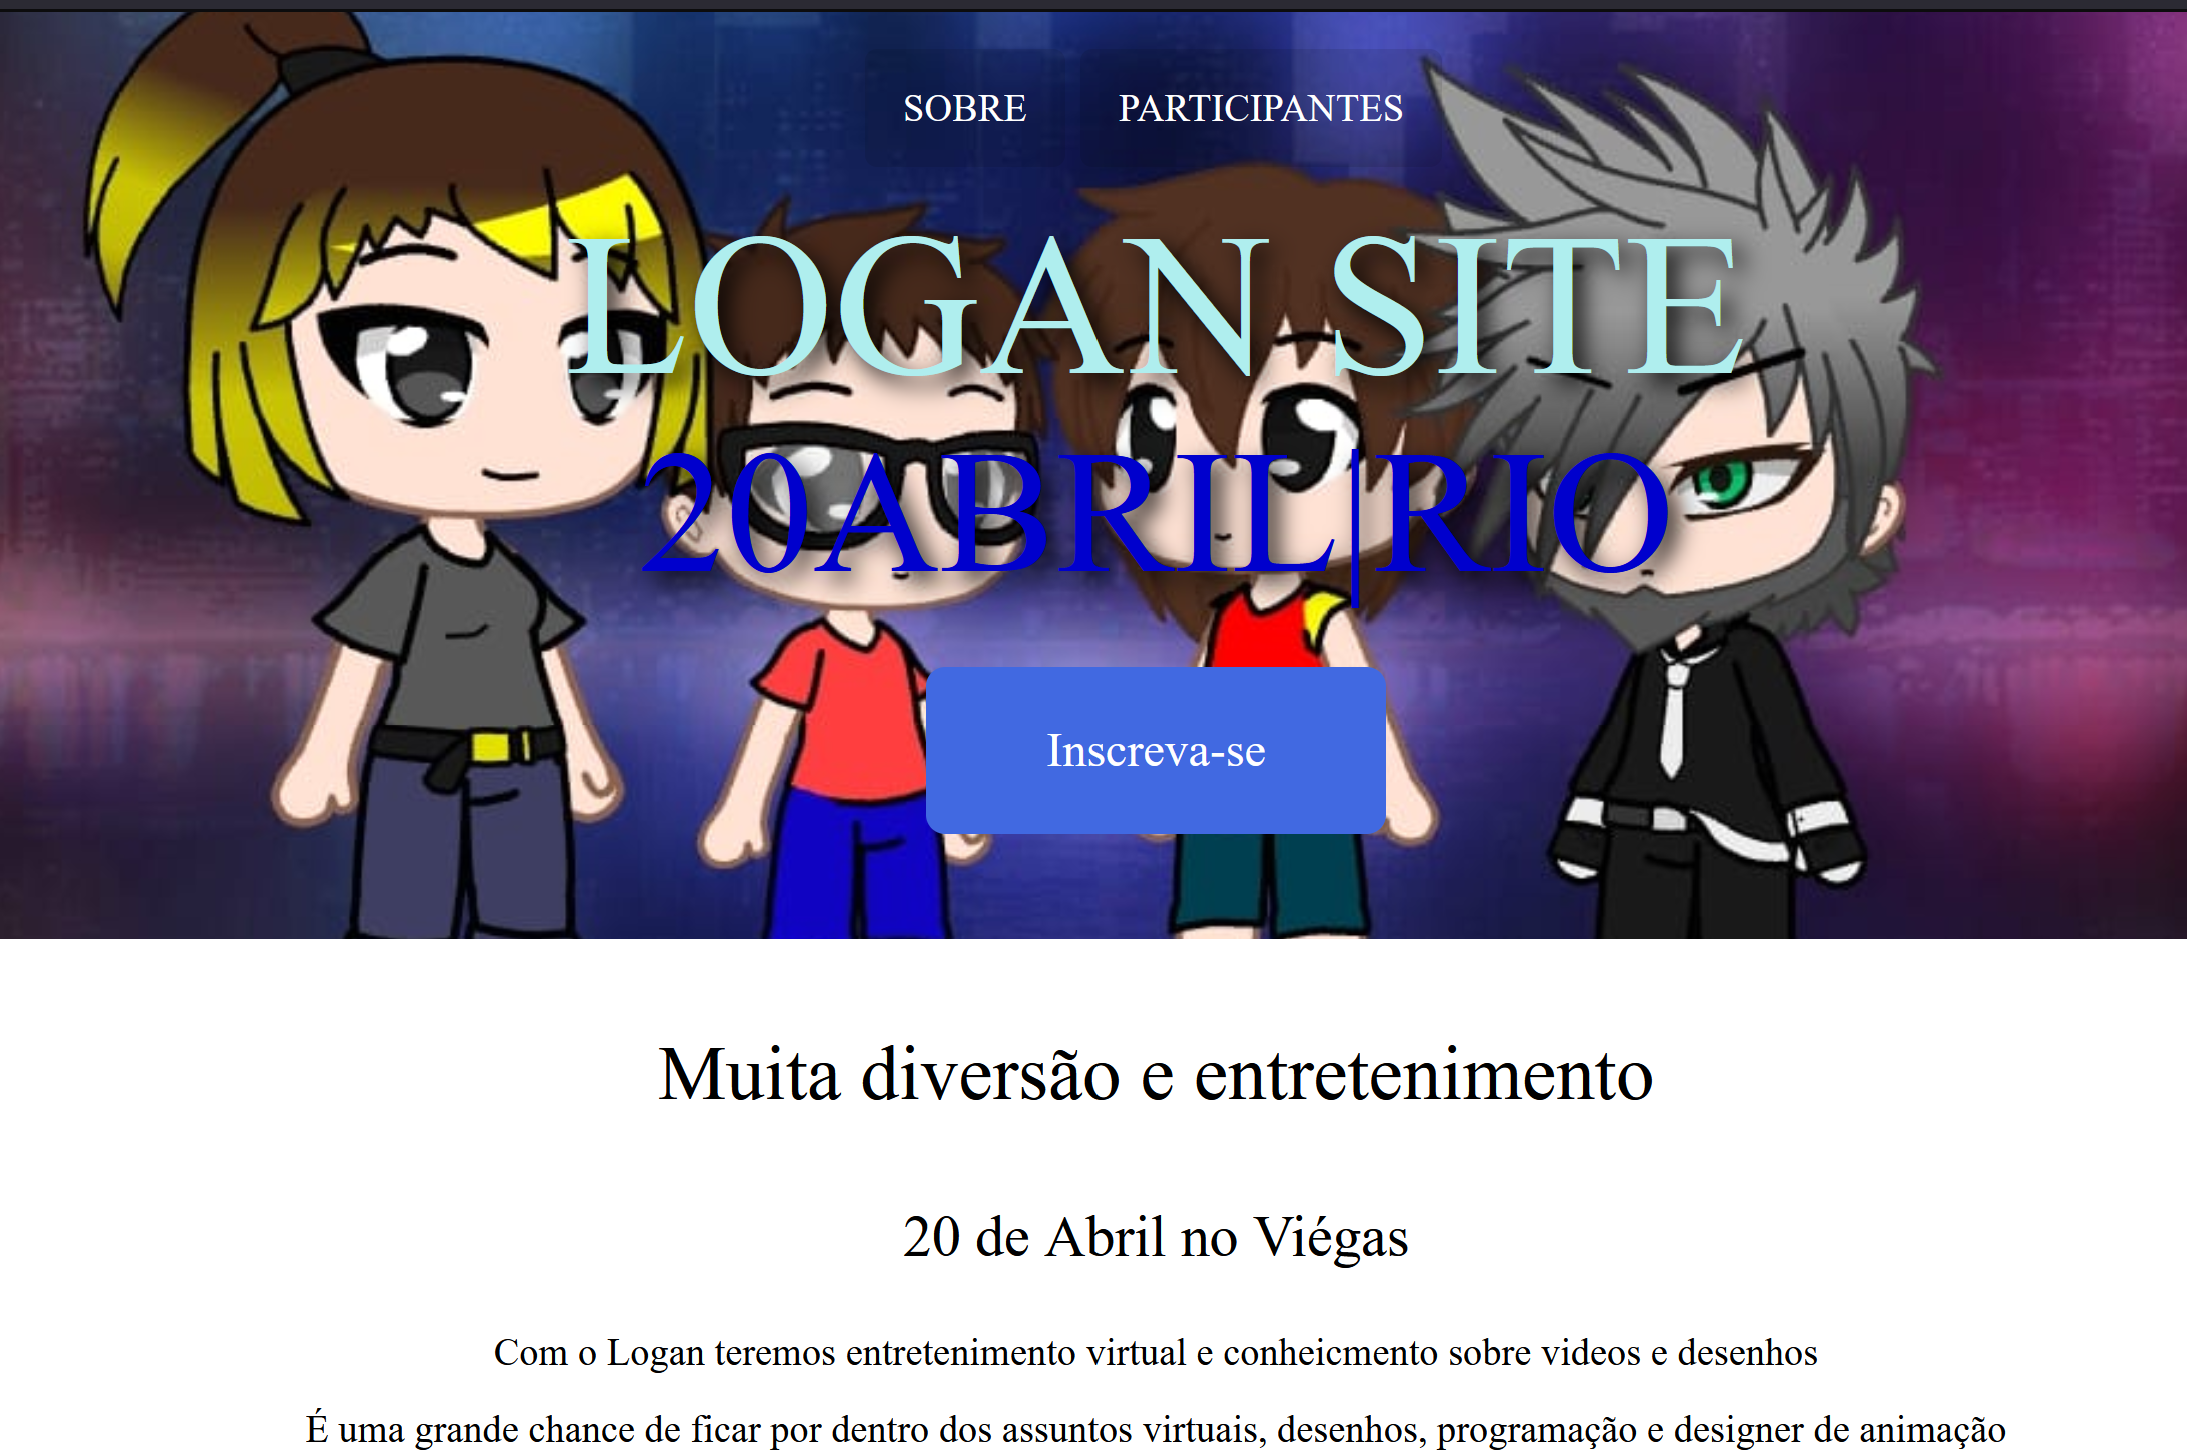 SOBRE PARTICIPANTES
LOGAN SITE
20ABRIL|RIO
Inscreva-se
Muita diversão e entretenimento
20 de Abril no Viégas
Com o Logan teremos entretenimento virtual e conheicmento sobre videos e desenhos
É uma grande chance de ficar por dentro dos assuntos virtuais, desenhos, programação e designer de animação